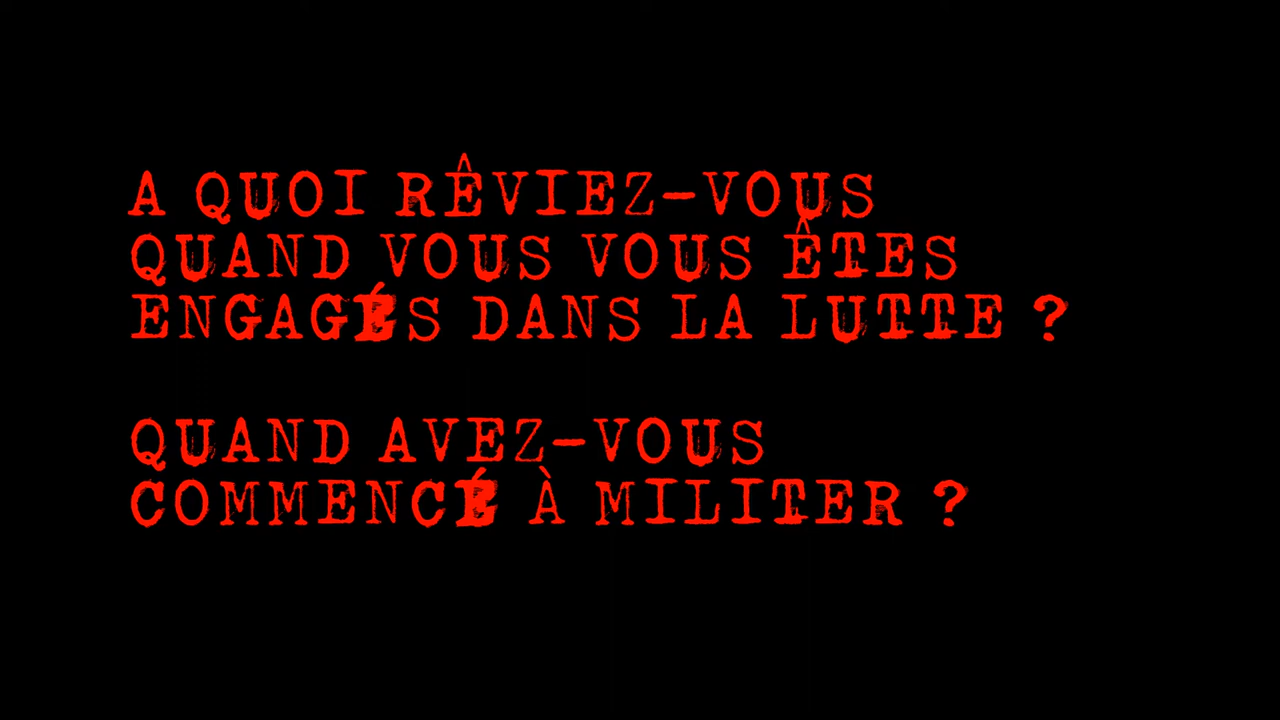 A QUOI RÊVIEZ-VOUS
QUAND VOUS VOUS ÊTES
ENGAGÉS DANS LA LUTTE ?
QUAND AVEZ-VOUS
COMMENCÉ À MILITER ?